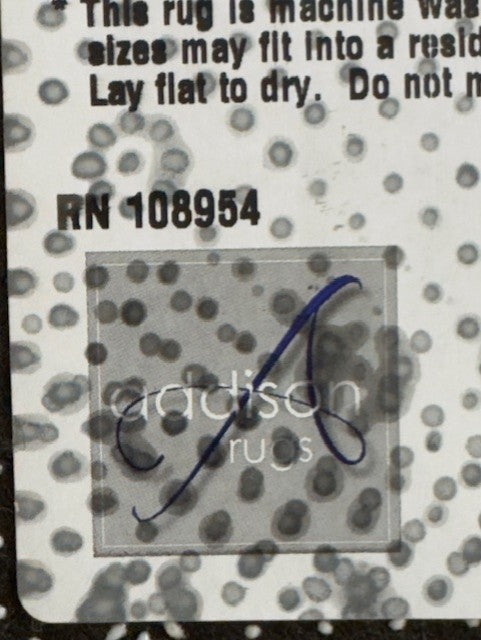 * This rug is machine was
sizes may fit into a resid
Lay flat to dry. Do not m
RN 108954
addison
rugs